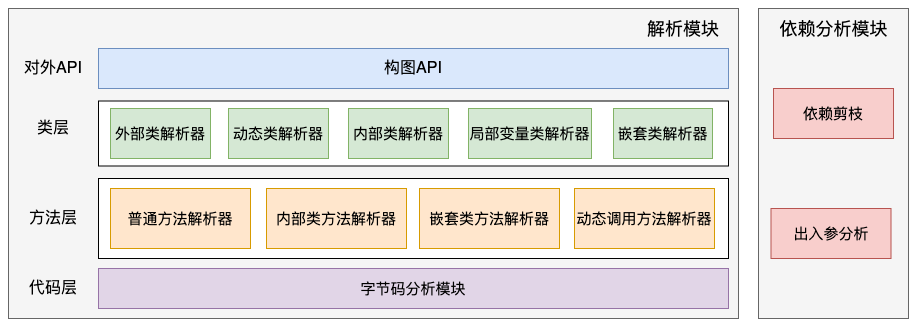 解析模块
对外API
构图API
类层
外部类解析器
动态类解析器
内部类解析器
局部变量类解析器
嵌套类解析器
方法层
普通方法解析器
内部类方法解析器
嵌套类方法解析器
动态调用方法解析器
代码层
字节码分析模块
依赖分析模块
依赖剪枝
出入参分析